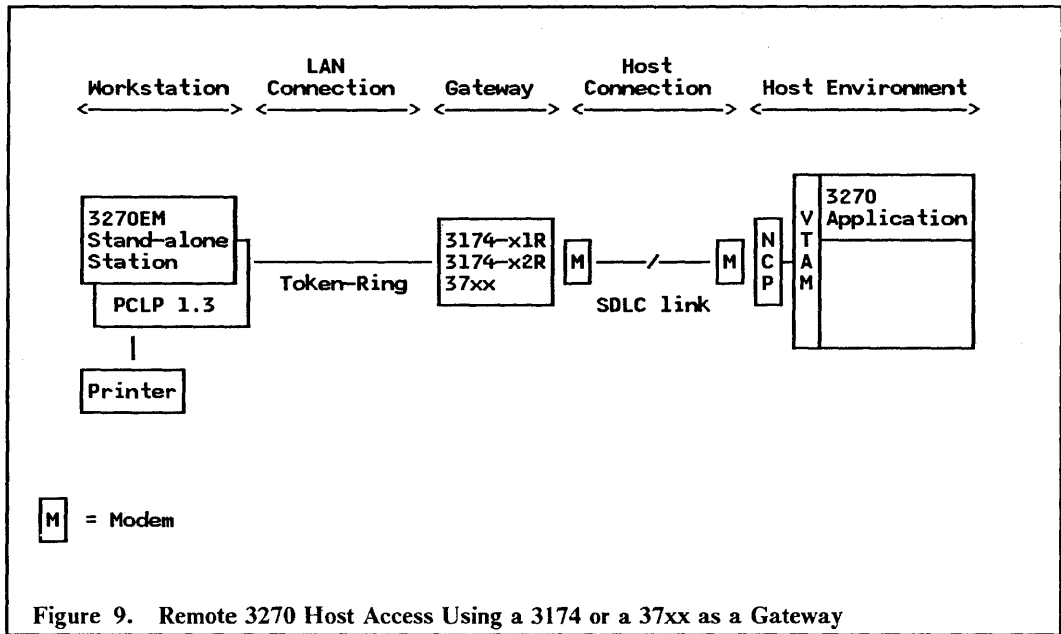 LAN
Host
Workstation Connection Gateway Connection Host Environment
3270EM
Stand-alone
Station
PCLP 1.3
Printer
Token-Ring
3174-x1R
3174-x2R
37xx
M
SDLC link
M
NCP
VTAM
3270
Application
M = Modem
Figure 9. Remote 3270 Host Access Using a 3174 or a 37xx as a Gateway